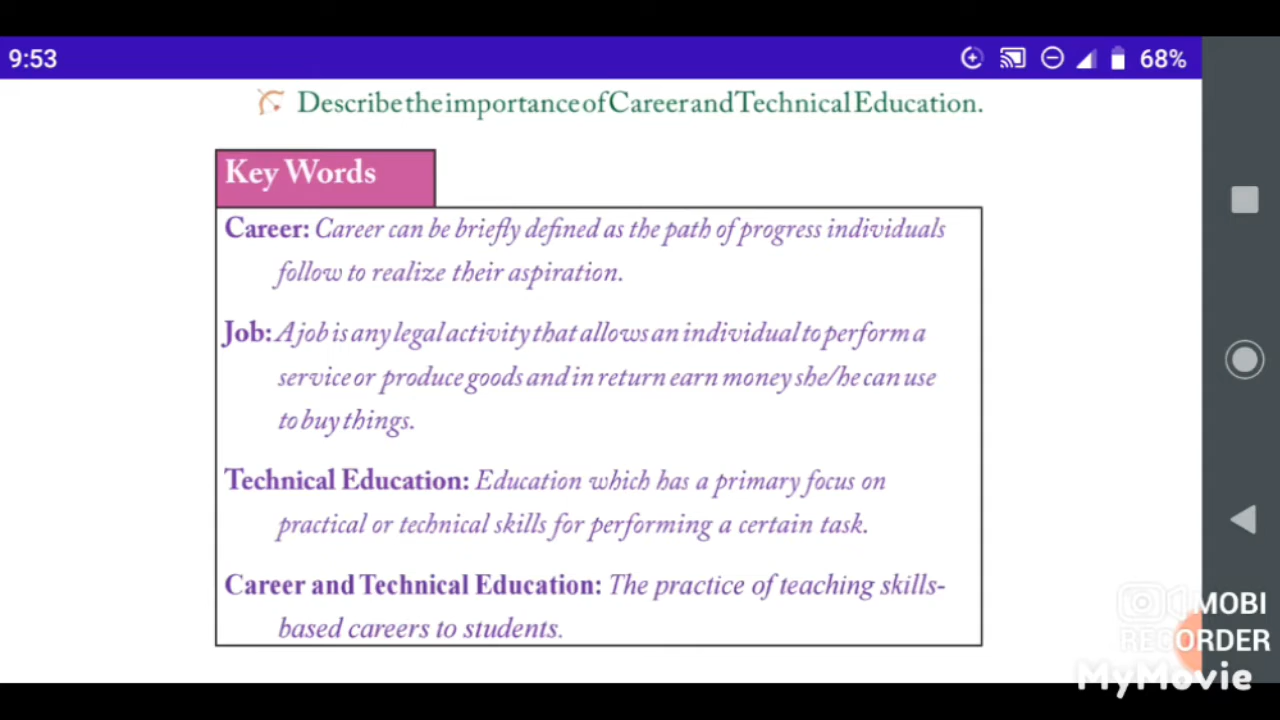 9:53
68%
Describe the importance of Career and Technical Education.
Key Words
Career: Career can be briefly defined as the path of progress individuals
follow to realize their aspiration.
Job: A job is any legal activity that allows an individual to perform a
service or produce goods and in return earn money she/he can use
to buy things.
Technical Education: Education which has a primary focus on
practical or technical skills for performing a certain task.
Career and Technical Education: The practice of teaching skills-
based careers to students.
MOBI
RECORDER
MyMovie